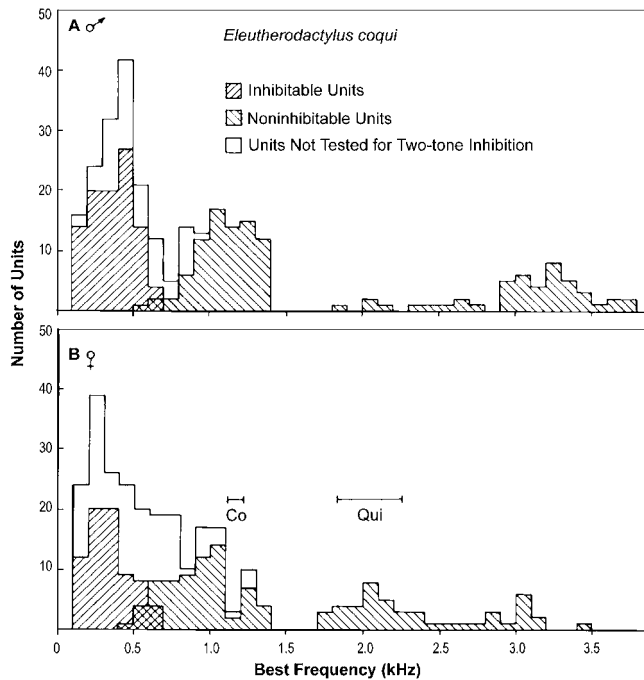 A ♂
Eleutherodactylus coqui
Inhibitable Units
Noninhibitable Units
Units Not Tested for Two-tone Inhibition
50
40
30
20
10
Number of Units
B ♀
50
40
30
20
10
Co
Qui
0 0.5 1.0 1.5 2.0 2.5 3.0 3.5
Best Frequency (kHz)